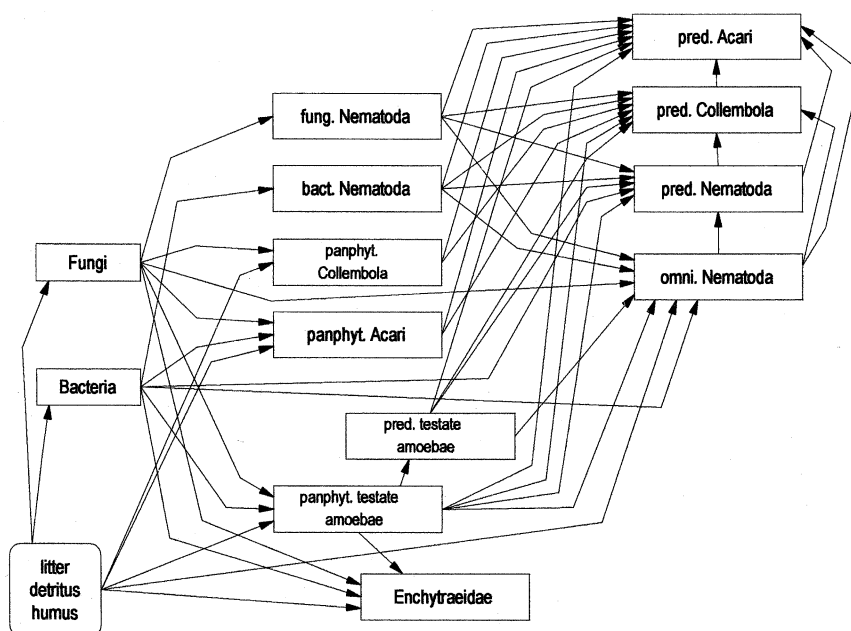 pred. Acari
fung. Nematoda
pred. Collembola
bact. Nematoda
pred. Nematoda
Fungi
panphyt.
Collembola
omni. Nematoda
panphyt. Acari
Bacteria
pred. testate
amoebae
panphyt. testate
amoebae
litter
detritus
humus
Enchytraeidae